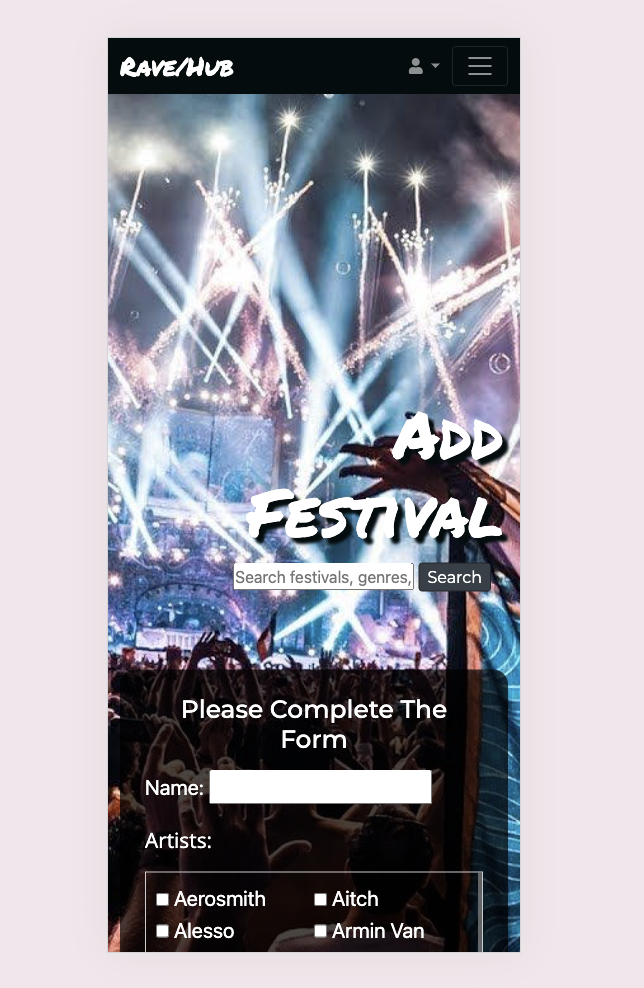 Rave/Hub
Add
Festival
Search festivals, genres, Search
Please Complete The
Form
Name:
Artists:
Aerosmith Aitch
Alesso Armin Van